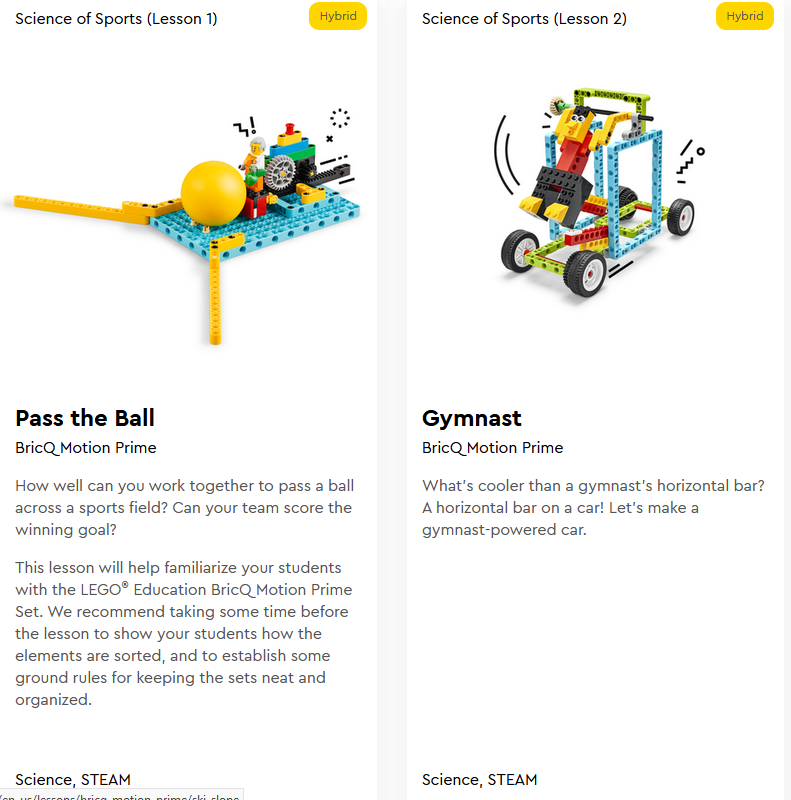 Science of Sports (Lesson 1)
Hybrid
Pass the Ball
BricQ Motion Prime
How well can you work together to pass a ball
across a sports field? Can your team score the
winning goal?
This lesson will help familiarize your students
with the LEGO® Education BricQ Motion Prime
Set. We recommend taking some time before
the lesson to show your students how the
elements are sorted, and to establish some
ground rules for keeping the sets neat and
organized.
Science, STEAM
Science of Sports (Lesson 2)
Hybrid
Gymnast
BricQ Motion Prime
What's cooler than a gymnast's horizontal bar?
A horizontal bar on a car! Let's make a
gymnast-powered car.
Science, STEAM
/en-us/lessons/bricq-motion-prime/ski-slope